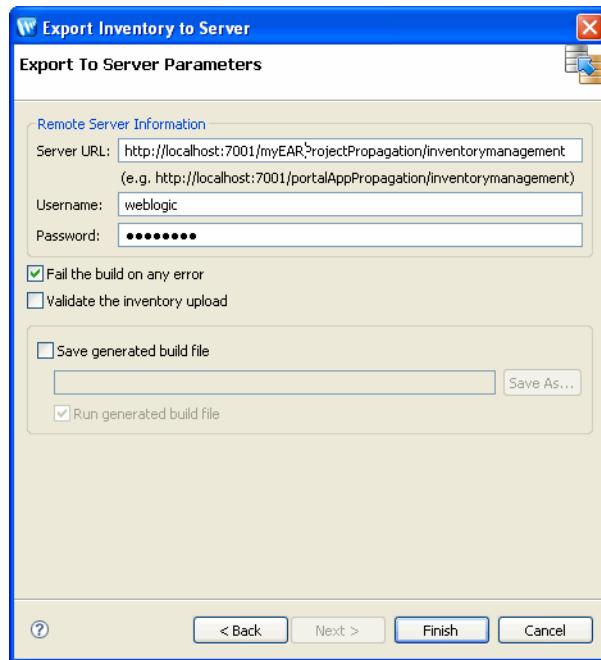 Export Inventory to Server
Export To Server Parameters
Remote Server Information
Server URL: http://localhost:7001/myEARProjectPropagation/inventorymanagement
(e.g. http://localhost:7001/portalAppPropagation/inventorymanagement)
Username: weblogic
Password: ●●●●●●●●
Fail the build on any error
Validate the inventory upload
Save generated build file
Save As...
Run generated build file
< Back Next > Finish Cancel